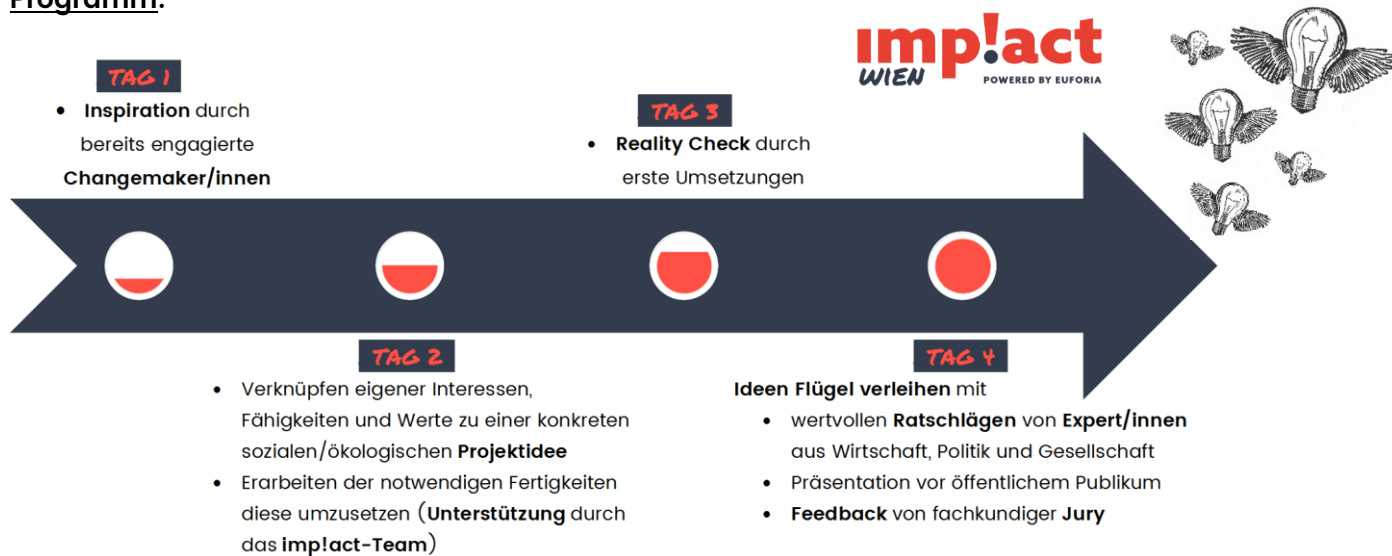 Programm:
imp!act
WIEN
POWERED BY EUFORIA
TAG 1
• Inspiration durch
bereits engagierte
Changemaker/innen
TAG 3
• Reality Check durch
erste Umsetzungen
TAG 2
• Verknüpfen eigener Interessen,
Fähigkeiten und Werte zu einer konkreten
sozialen/ökologischen Projektidee
• Erarbeiten der notwendigen Fertigkeiten
diese umzusetzen (Unterstützung durch
das imp!act-Team)
TAG 4
Ideen Flügel verleihen mit
• wertvollen Ratschlägen von Expert/innen
aus Wirtschaft, Politik und Gesellschaft
• Präsentation vor öffentlichem Publikum
• Feedback von fachkundiger Jury